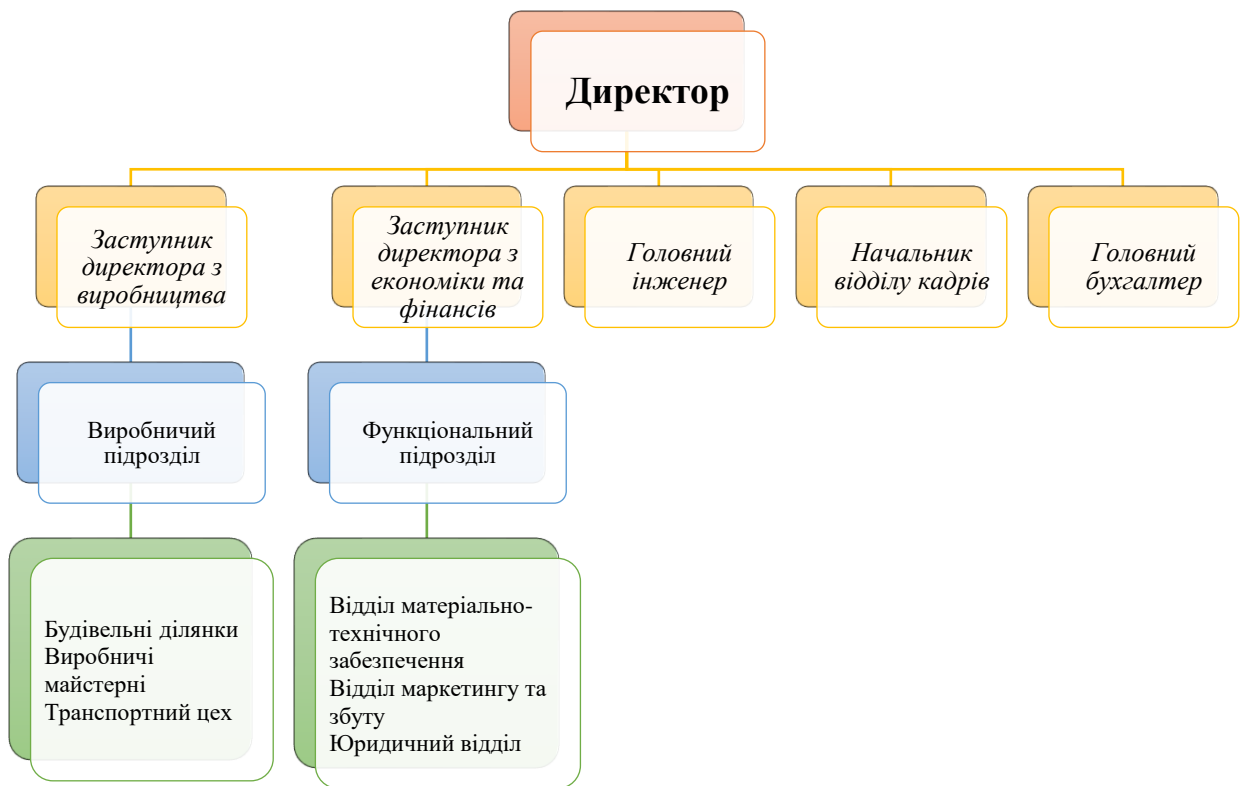 Директор
Заступник
директора з
виробництва
Заступник
директора з
економіки та
фінансів
Головний
інженер
Начальник
відділу кадрів
Головний
бухгалтер
Виробничий
підрозділ
Функціональний
підрозділ
Будівельні ділянки
Виробничі
майстерні
Транспортний цех
Відділ матеріально-
технічного
забезпечення
Відділ маркетингу та
збуту
Юридичний відділ